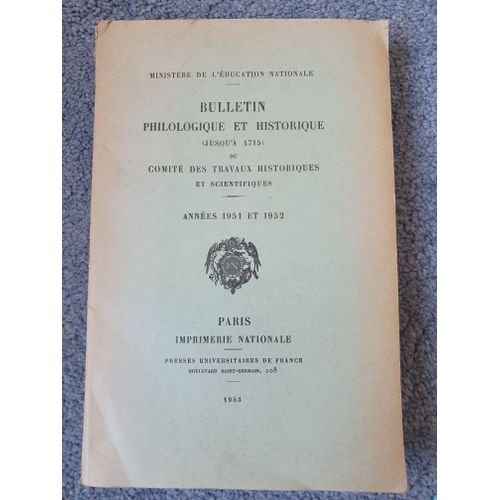 MINISTÈRE DE L'ÉDUCATION NATIONALE
BULLETIN
PHILOLOGIQUE ET HISTORIQUE
(JUSQU'À 1715)
DU
COMITÉ DES TRAVAUX HISTORIQUES
ET SCIENTIFIQUES
ANNÉES 1951 ET 1952
PARIS
IMPRIMERIE NATIONALE
PRESSES UNIVERSITAIRES DE FRANCE
BOULEVARD SAINT-GERMAIN, 108
1953